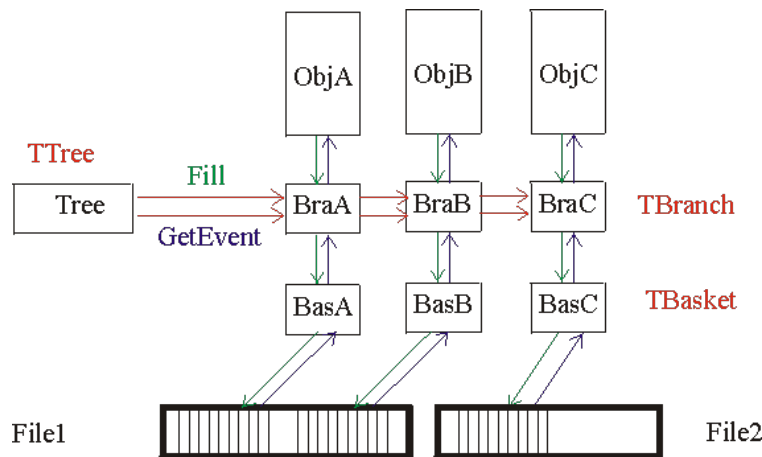 ObjA ObjB ObjC
TTree
Fill
Tree BraA BraB BraC TBranch
GetEvent
BasA BasB BasC TBasket
File1 File2